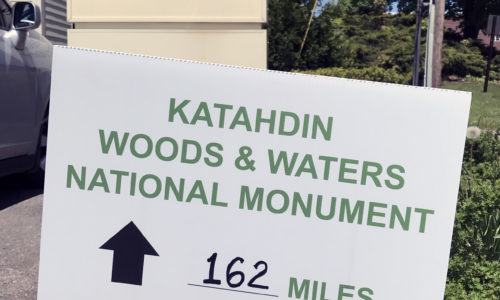 KATAHDIN
WOODS & WATERS
NATIONAL MONUMENT
162 MILES